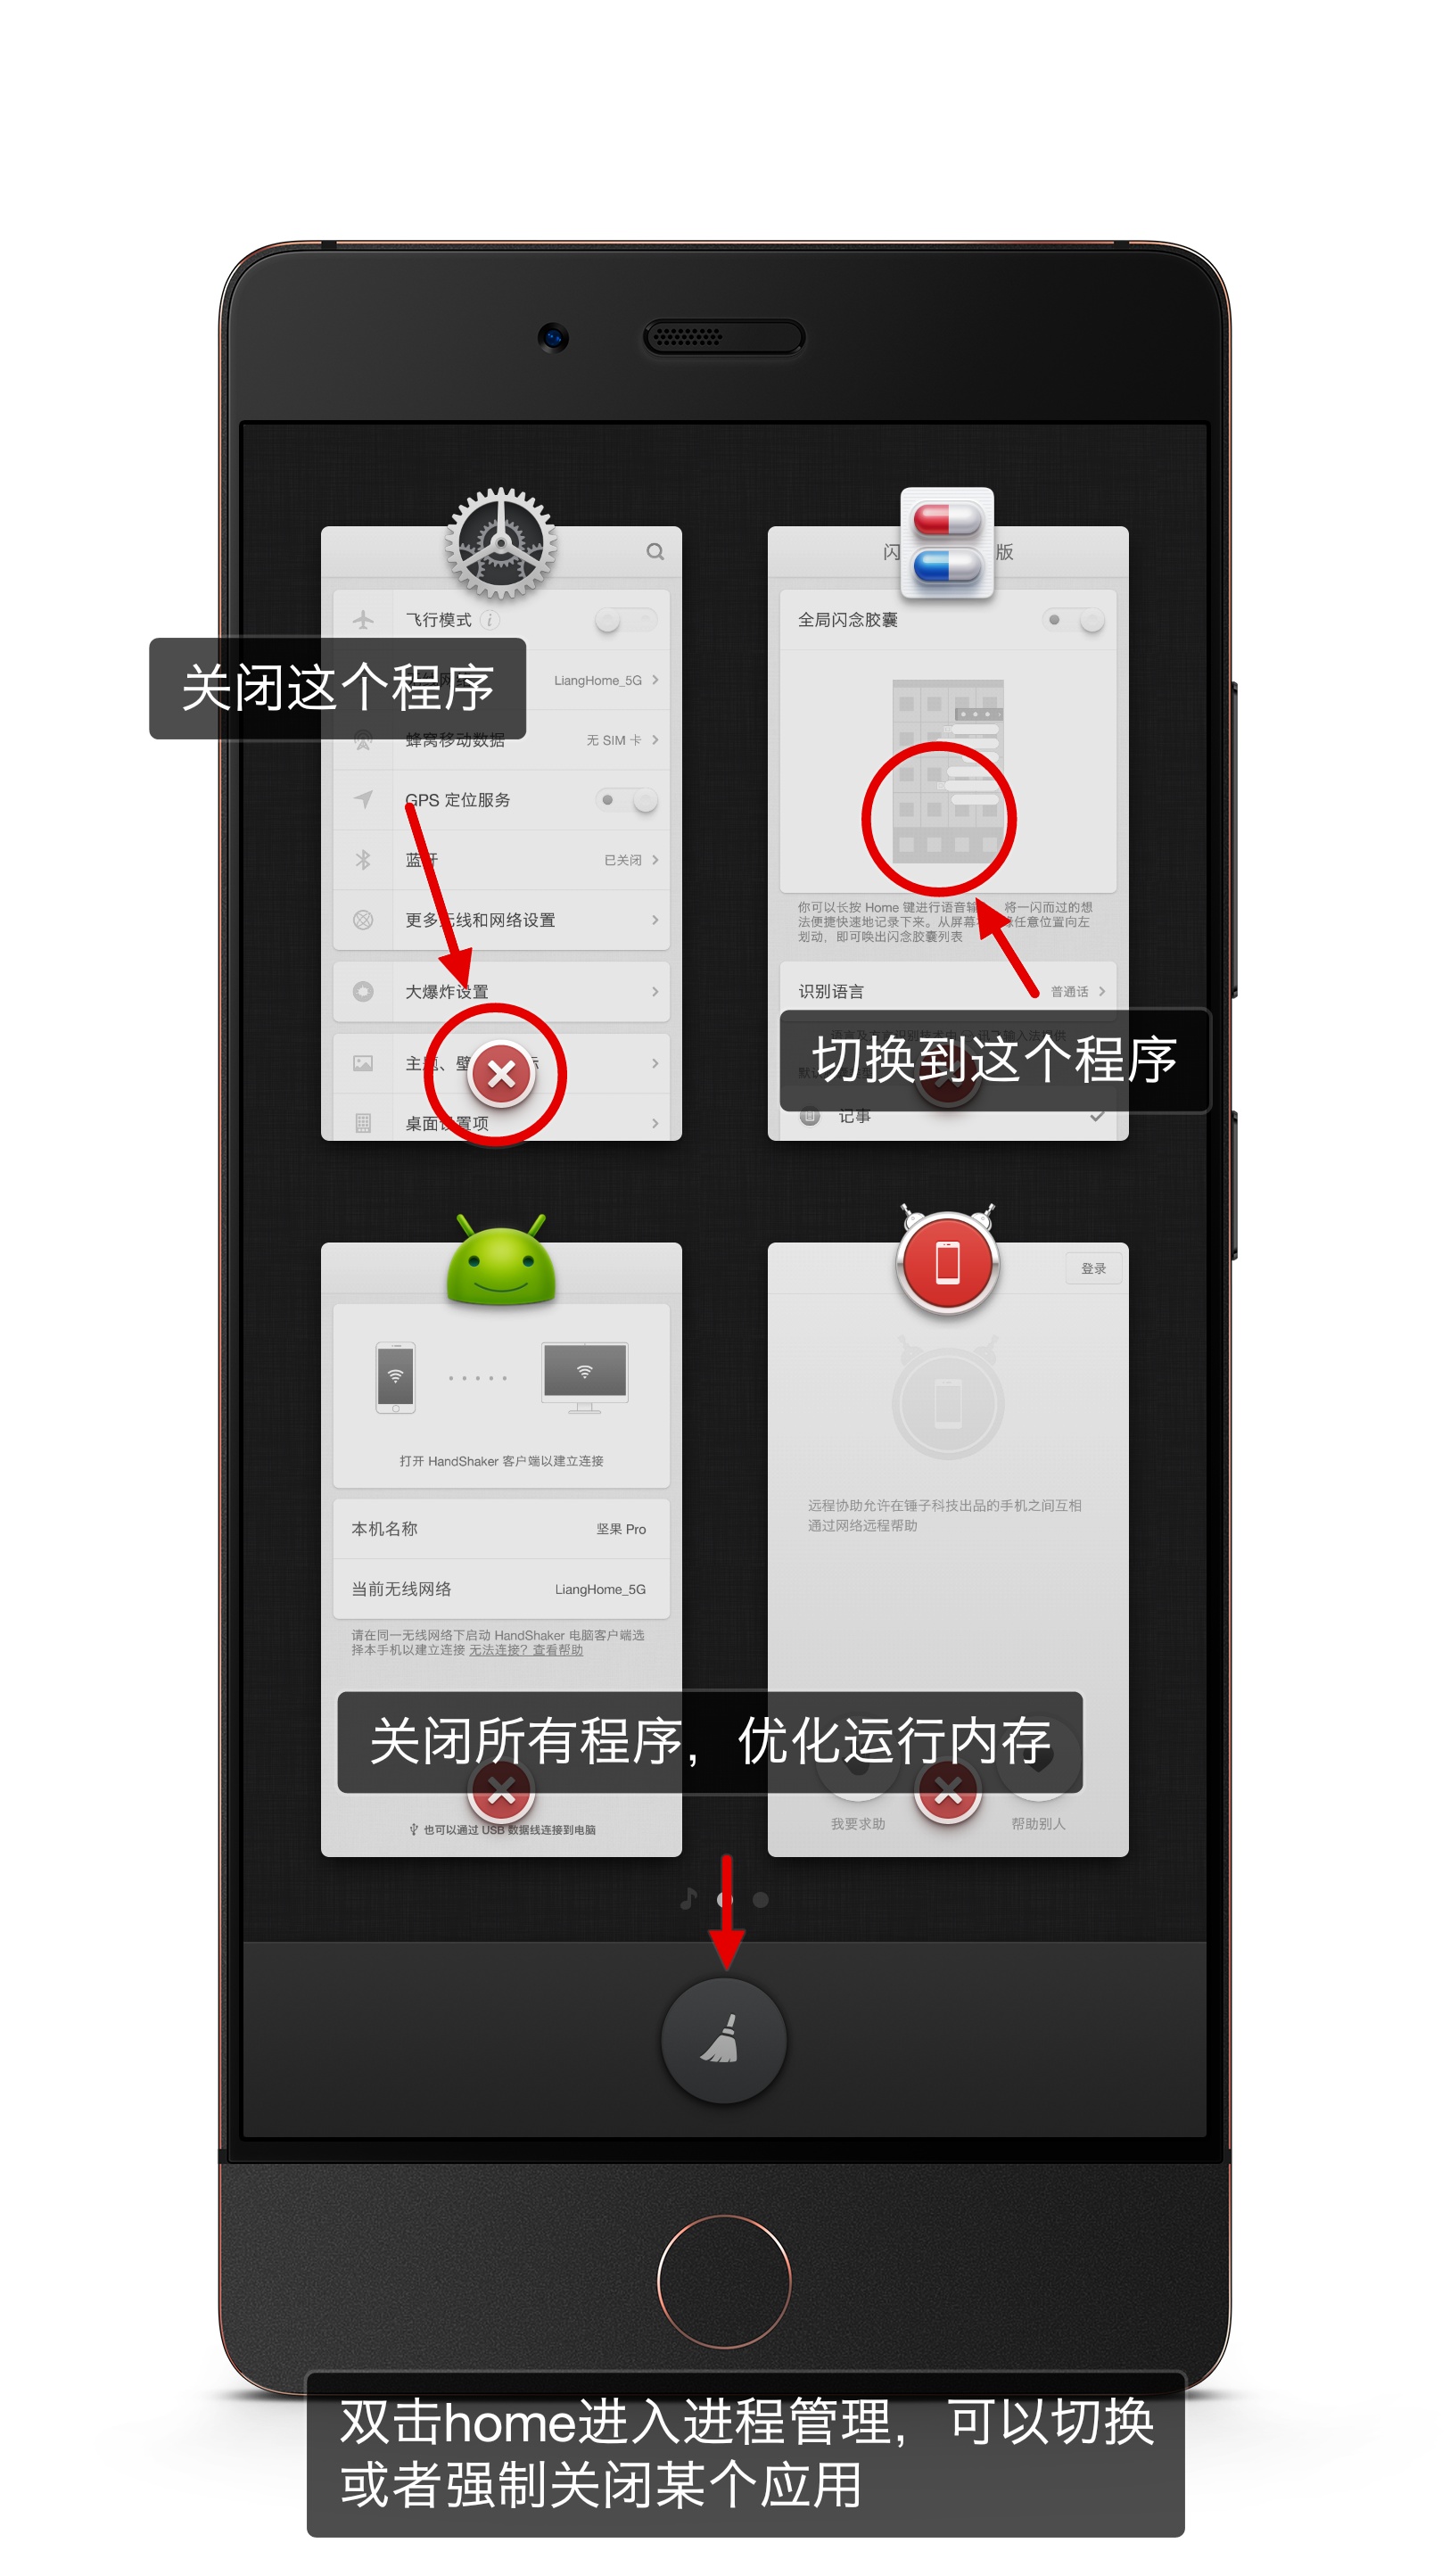 闪
版
飞行模式
全局闪念胶囊
关闭这个程序
LiangHome_5G
蜂窝移动数据
无 SIM 卡
GPS 定位服务
蓝牙
已关闭
更多无线和网络设置
你可以长按 Home 键进行语音输 将一闪而过的想
法便捷快速地记录下来。从屏幕 任意位置向左
划动，即可唤出闪念胶囊列表
大爆炸设置
识别语言
普通话
切换到这个程序
主题、壁
桌面设置项
记事
登录
打开 HandShaker 客户端以建立连接
本机名称
坚果 Pro
当前无线网络
LiangHome_5G
请在同一无线网络下启动 HandShaker 电脑客户端选
择本手机以建立连接 无法连接？查看帮助
远程协助允许在锤子科技出品的手机之间互相
通过网络远程帮助
关闭所有程序，优化运行内存
也可以通过 USB 数据线连接到电脑
我要求助
帮助别人
双击home进入进程管理，可以切换
或者强制关闭某个应用